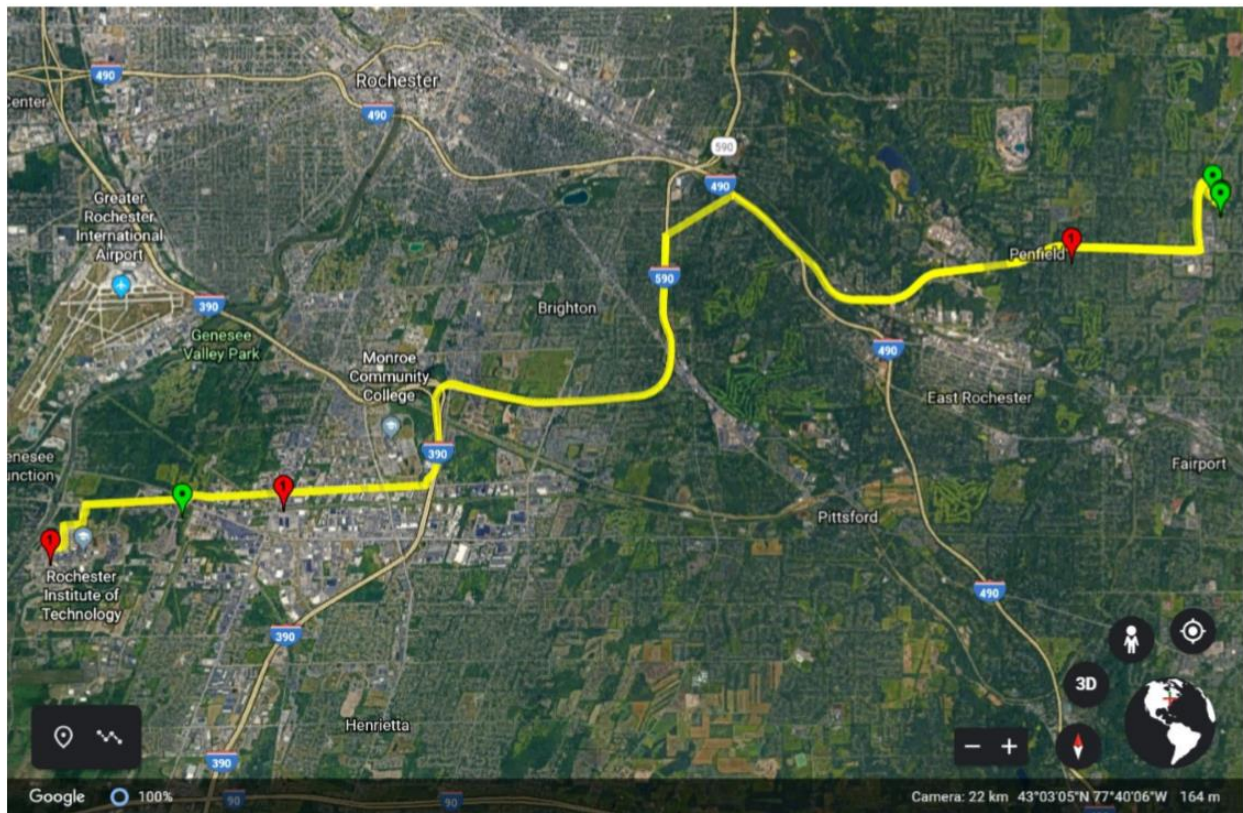 490
Rochester
Center
490
590
490
Greater
Rochester
International
Airport
Penfield
590
390
Brighton
Genesee
Valley Park
490
Monroe
Community
College
East Rochester
390
enesee
unction
Fairport
Pittsford
Rochester
Institute of
Technology
490
390
3D
Henrietta
390
Google
100%
90
90
Camera: 22 km 43°03'05"N 77°40'06"W 164 m